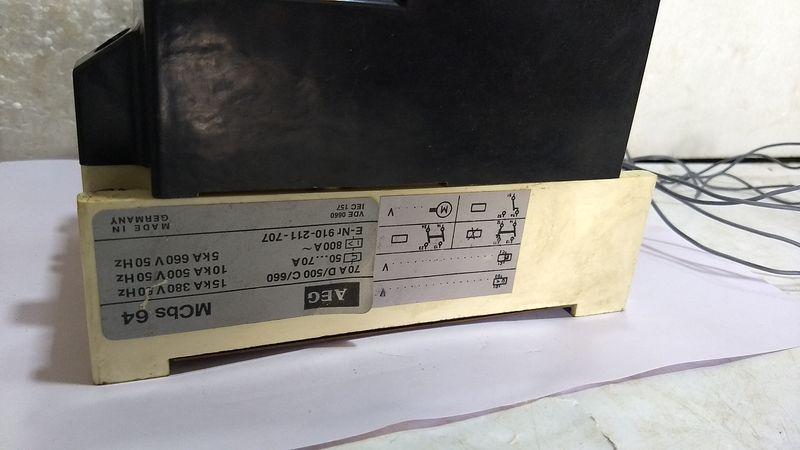 AEG
MCbs 64
70A D/500 C/660
15kA 380V 50Hz
50...70A
10kA 500V 50Hz
800A~
5kA 660V 50Hz
E-Nr 910-211-707
VDE 0660
IEC 157
MADE IN
GERMANY
V
V
M
V